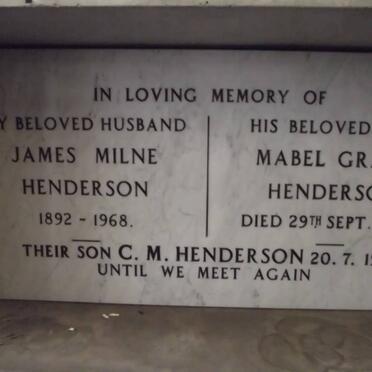 IN LOVING MEMORY OF
BELOVED HUSBAND
JAMES MILNE
HENDERSON
1892 - 1968.
HIS BELOVED
MABEL
DIED 29TH SEPT.
THEIR SON C. M. HENDERSON 20. 7.
UNTIL WE MEET AGAIN